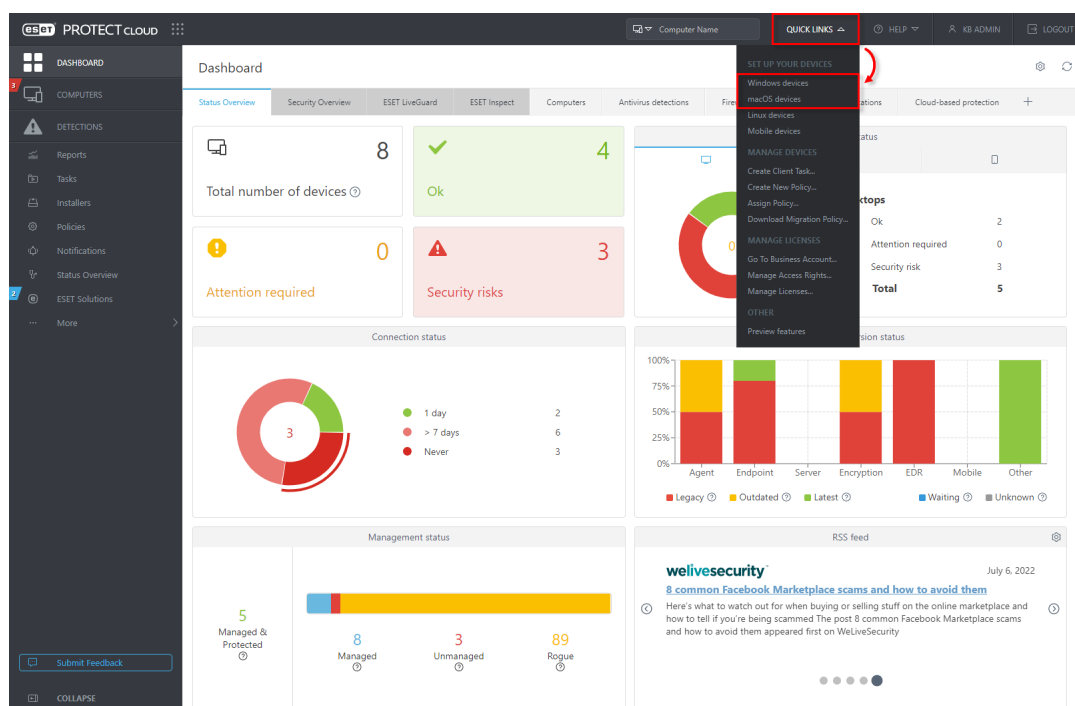 eset PROTECT CLOUD
Computer Name
QUICK LINKS
HELP
KB ADMIN
LOGOUT
DASHBOARD
3
COMPUTERS
DETECTIONS
Reports
Tasks
Installers
Policies
Notifications
Status Overview
2
ESET Solutions
More
Submit Feedback
COLLAPSE
Dashboard
Status Overview
Security Overview
ESET LiveGuard
ESET Inspect
Computers
Antivirus detections
Cloud-based protection
SET UP YOUR DEVICES
Windows devices
macOS devices
Linux devices
Mobile devices
MANAGE DEVICES
Create Client Task...
Create New Policy...
Assign Policy...
Download Migration Policy...
MANAGE LICENSES
Go To Business Account...
Manage Access Rights...
Manage Licenses...
OTHER
Preview features
8
Total number of devices
4
Ok
0
Attention required
3
Security risks
0
Ok 2
Attention required 0
Security risk 3
Total 5
Connection status
3
1 day 2
> 7 days 6
Never 3
100%
75%
50%
25%
0%
Agent Endpoint Server Encryption EDR Mobile Other
Legacy Outdated Latest Waiting Unknown
Management status
5
Managed &
Protected
8
Managed
3
Unmanaged
89
Rogue
RSS feed
welivesecurity
July 6, 2022
8 common Facebook Marketplace scams and how to avoid them
Here's what to watch out for when buying or selling stuff on the online marketplace and
how to tell if you're being scammed The post 8 common Facebook Marketplace scams
and how to avoid them appeared first on WeLiveSecurity